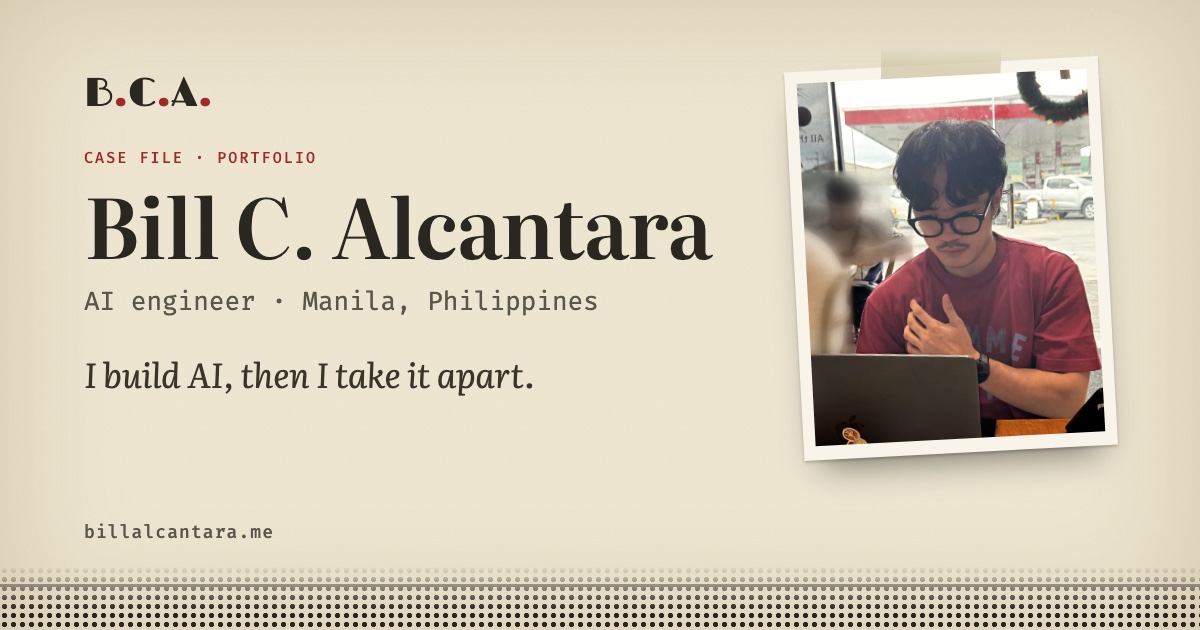 B.C.A.
CASE FILE · PORTFOLIO
Bill C. Alcantara
AI engineer · Manila, Philippines
I build AI, then I take it apart.
billalcantara.me